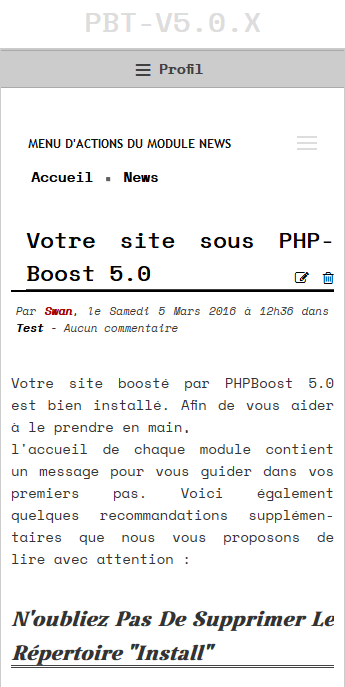 PBT-V5.0.X
Profil
MENU D'ACTIONS DU MODULE NEWS
Accueil ▪ News
Votre site sous PHP-
Boost 5.0
Par Swan, le Samedi 5 Mars 2016 à 12h36 dans
Test - Aucun commentaire
Votre site boosté par PHPBoost 5.0
est bien installé. Afin de vous aider
à le prendre en main,
l'accueil de chaque module contient
un message pour vous guider dans vos
premiers pas. Voici également
quelques recommandations supplémen-
taires que nous vous proposons de
lire avec attention :
N'oubliez Pas De Supprimer Le
Répertoire "Install"